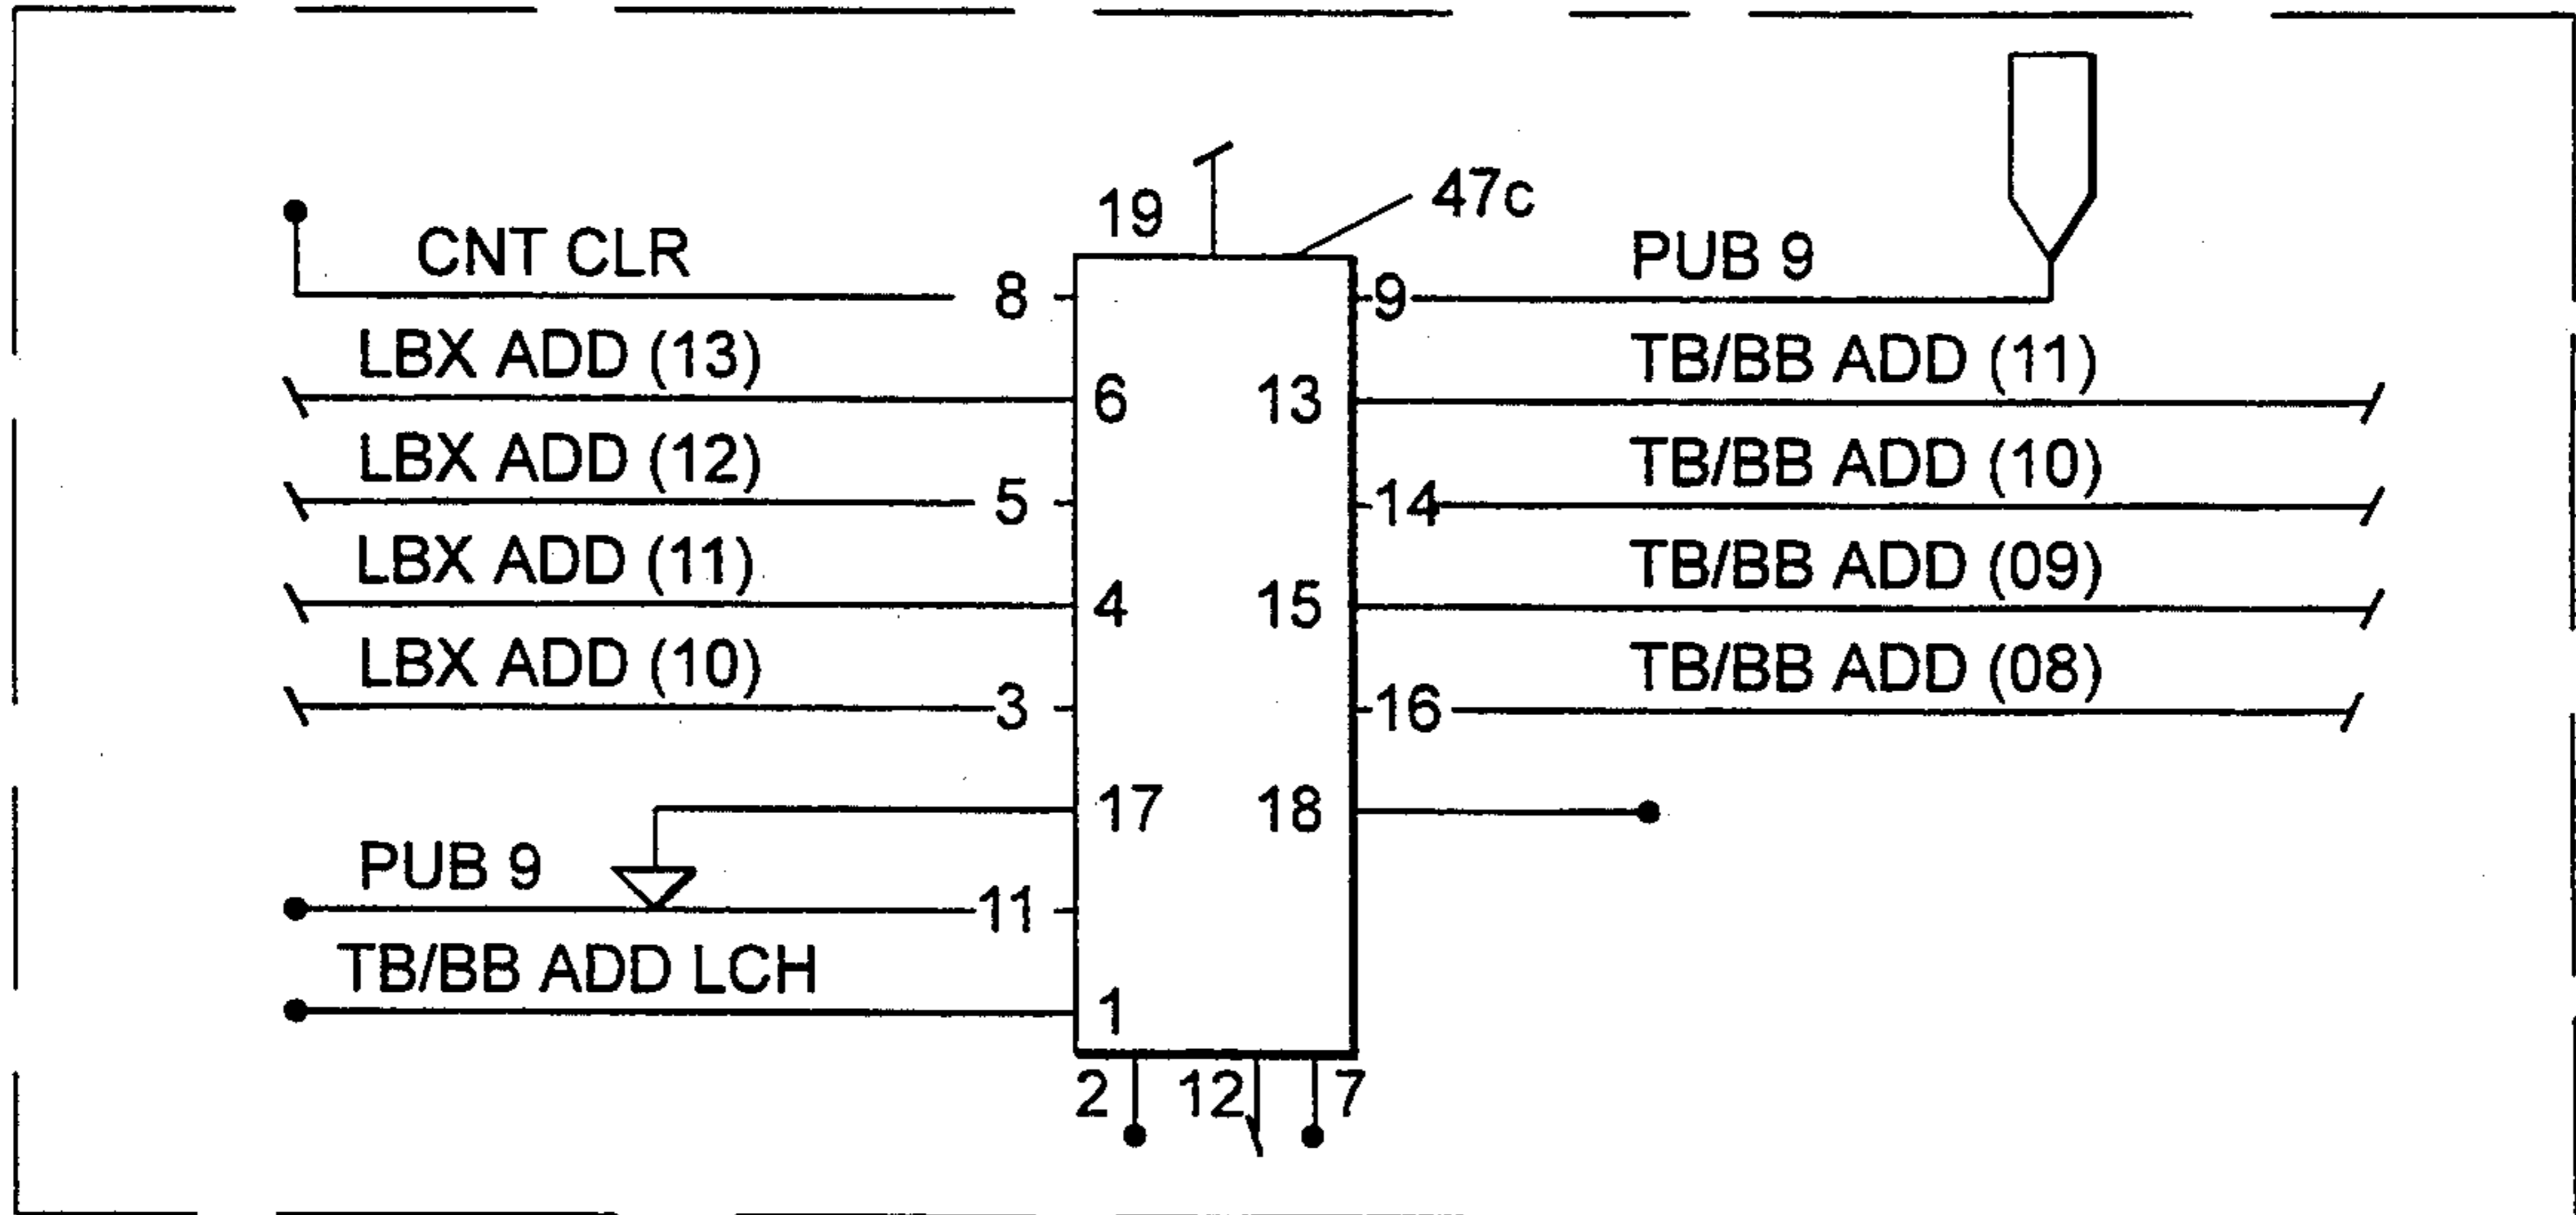 19 47c
CNT CLR PUB 9
8 9
LBX ADD (13) TB/BB ADD (11)
6 13
LBX ADD (12) TB/BB ADD (10)
5 14
LBX ADD (11) TB/BB ADD (09)
4 15
LBX ADD (10) TB/BB ADD (08)
3 16
17 18
PUB 9
11
TB/BB ADD LCH
1
2 12 7